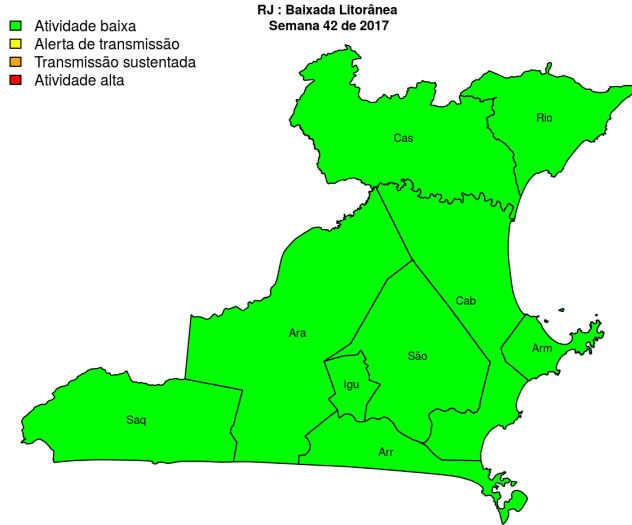 RJ : Baixada Litorânea
Semana 42 de 2017
Atividade baixa
Alerta de transmissão
Transmissão sustentada
Atividade alta
Rio
Cas
Cab
Ara
Arm
São
Igu
Saq
Arr